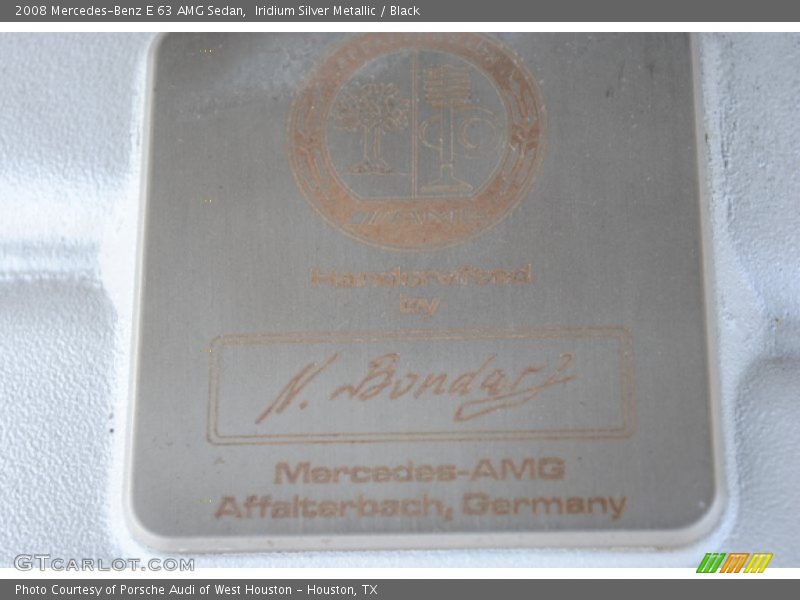 2008 Mercedes-Benz E 63 AMG Sedan, Iridium Silver Metallic / Black
AMG
Handcrafted
by
N. Bondar
Mercedes-AMG
Affalterbach, Germany
GTCARLOT.COM
Photo Courtesy of Porsche Audi of West Houston - Houston, TX